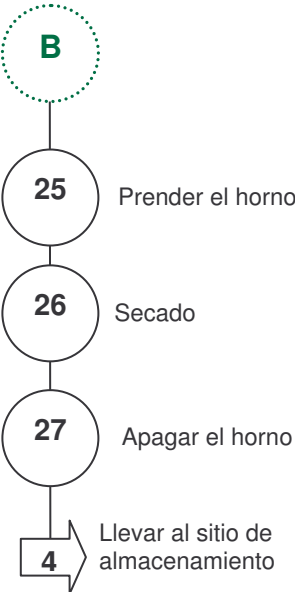 B
25
Prender el horno
26
Secado
27
Apagar el horno
Llevar al sitio de
4 almacenamiento